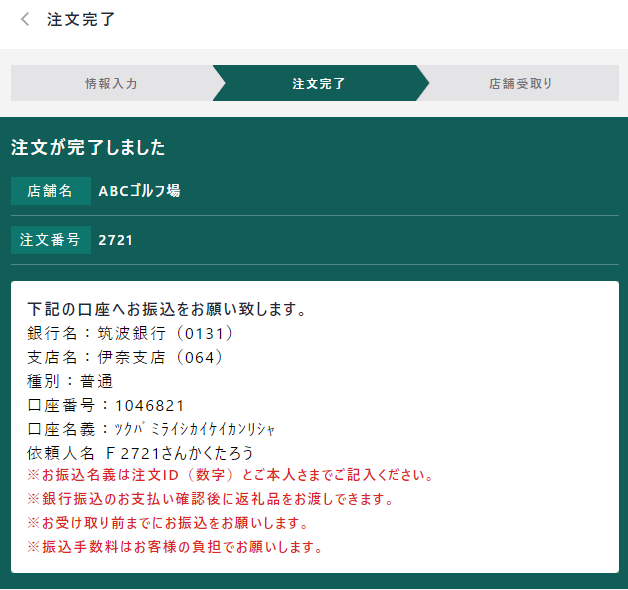 注文完了
情報入力
注文完了
店舗受取り
注文が完了しました
店舗名 ABCゴルフ場
注文番号 2721
下記の口座へお振込をお願い致します。
銀行名：筑波銀行（0131）
支店名：伊奈支店（064）
種別：普通
口座番号：1046821
口座名義：ﾂｸﾊﾞﾐﾗｲｼｶｲｹｲｶﾝﾘｼｬ
依頼人名 Ｆ2721さんかくたろう
※お振込名義は注文ID（数字）とご本人さまでご記入ください。
※銀行振込のお支払い確認後に返礼品をお渡しできます。
※お受け取り前までにお振込をお願いします。
※振込手数料はお客様の負担でお願いします。